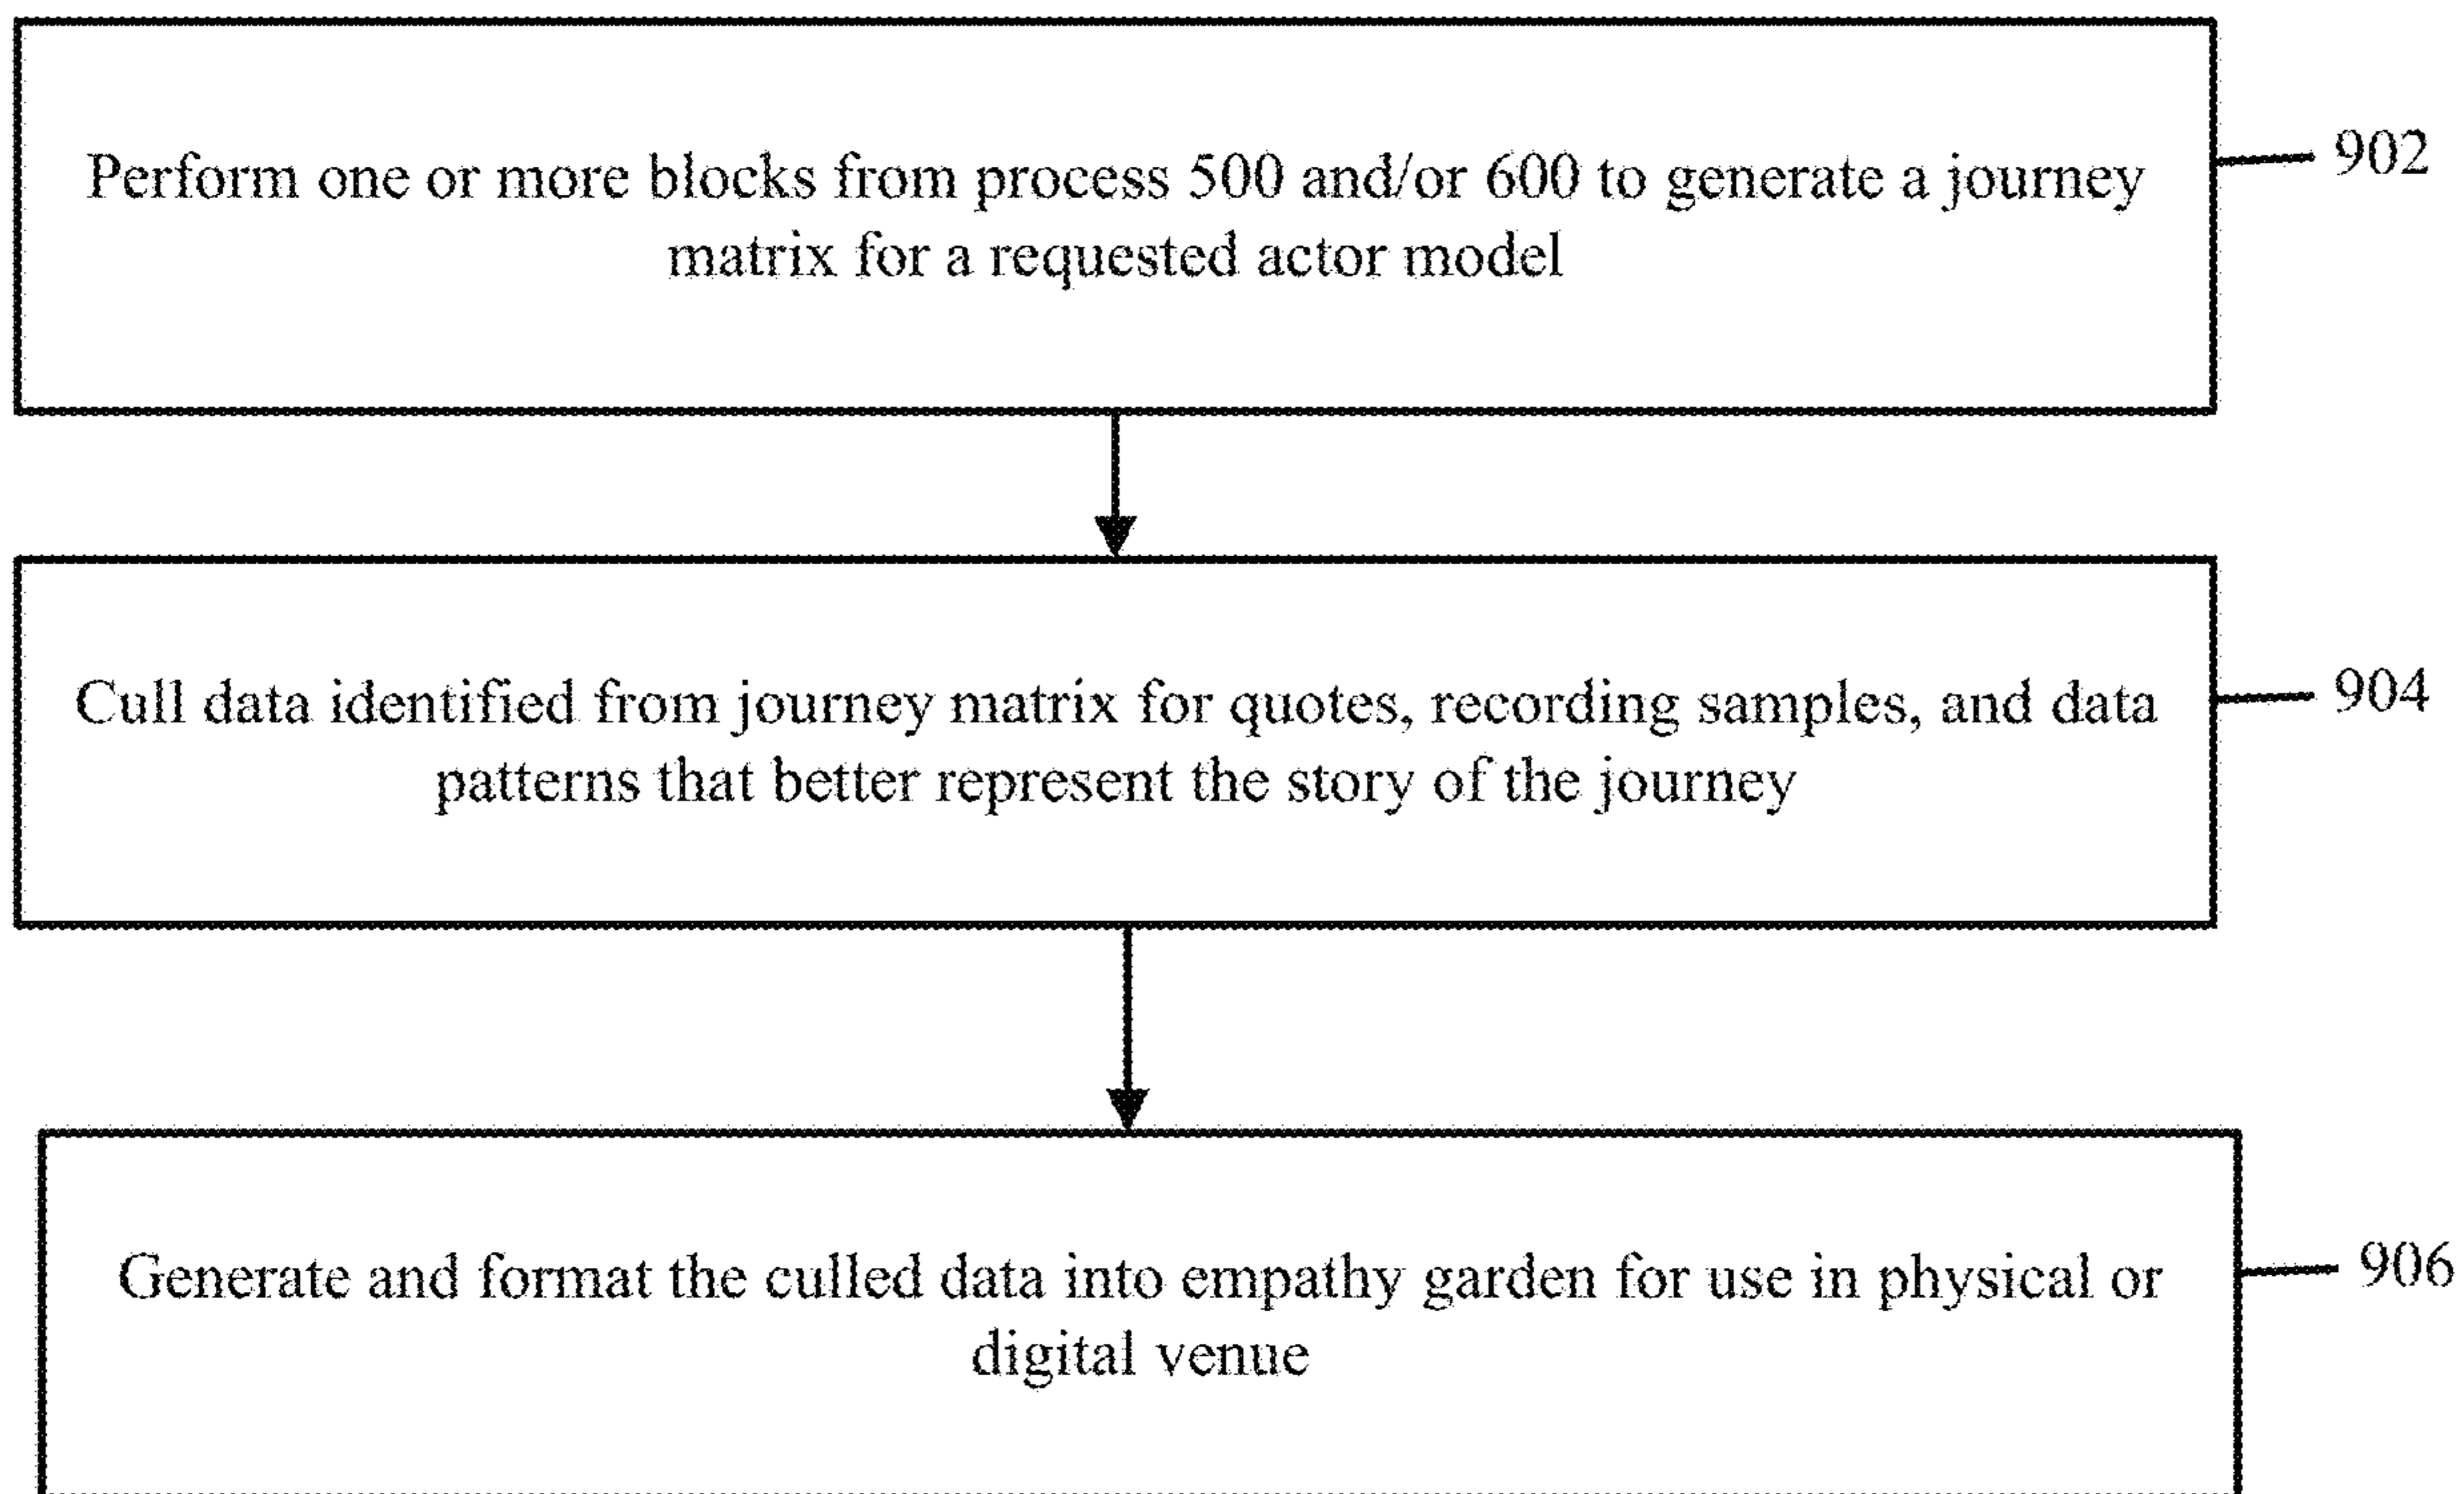 Perform one or more blocks from process 500 and/or 600 to generate a journey
matrix for a requested actor model
902
Cull data identified from journey matrix for quotes, recording samples, and data
patterns that better represent the story of the journey
904
Generate and format the culled data into empathy garden for use in physical or
digital venue
906